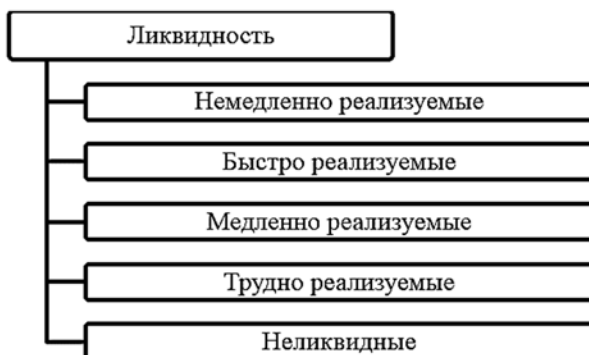 Ликвидность
Немедленно реализуемые
Быстро реализуемые
Медленно реализуемые
Трудно реализуемые
Неликвидные